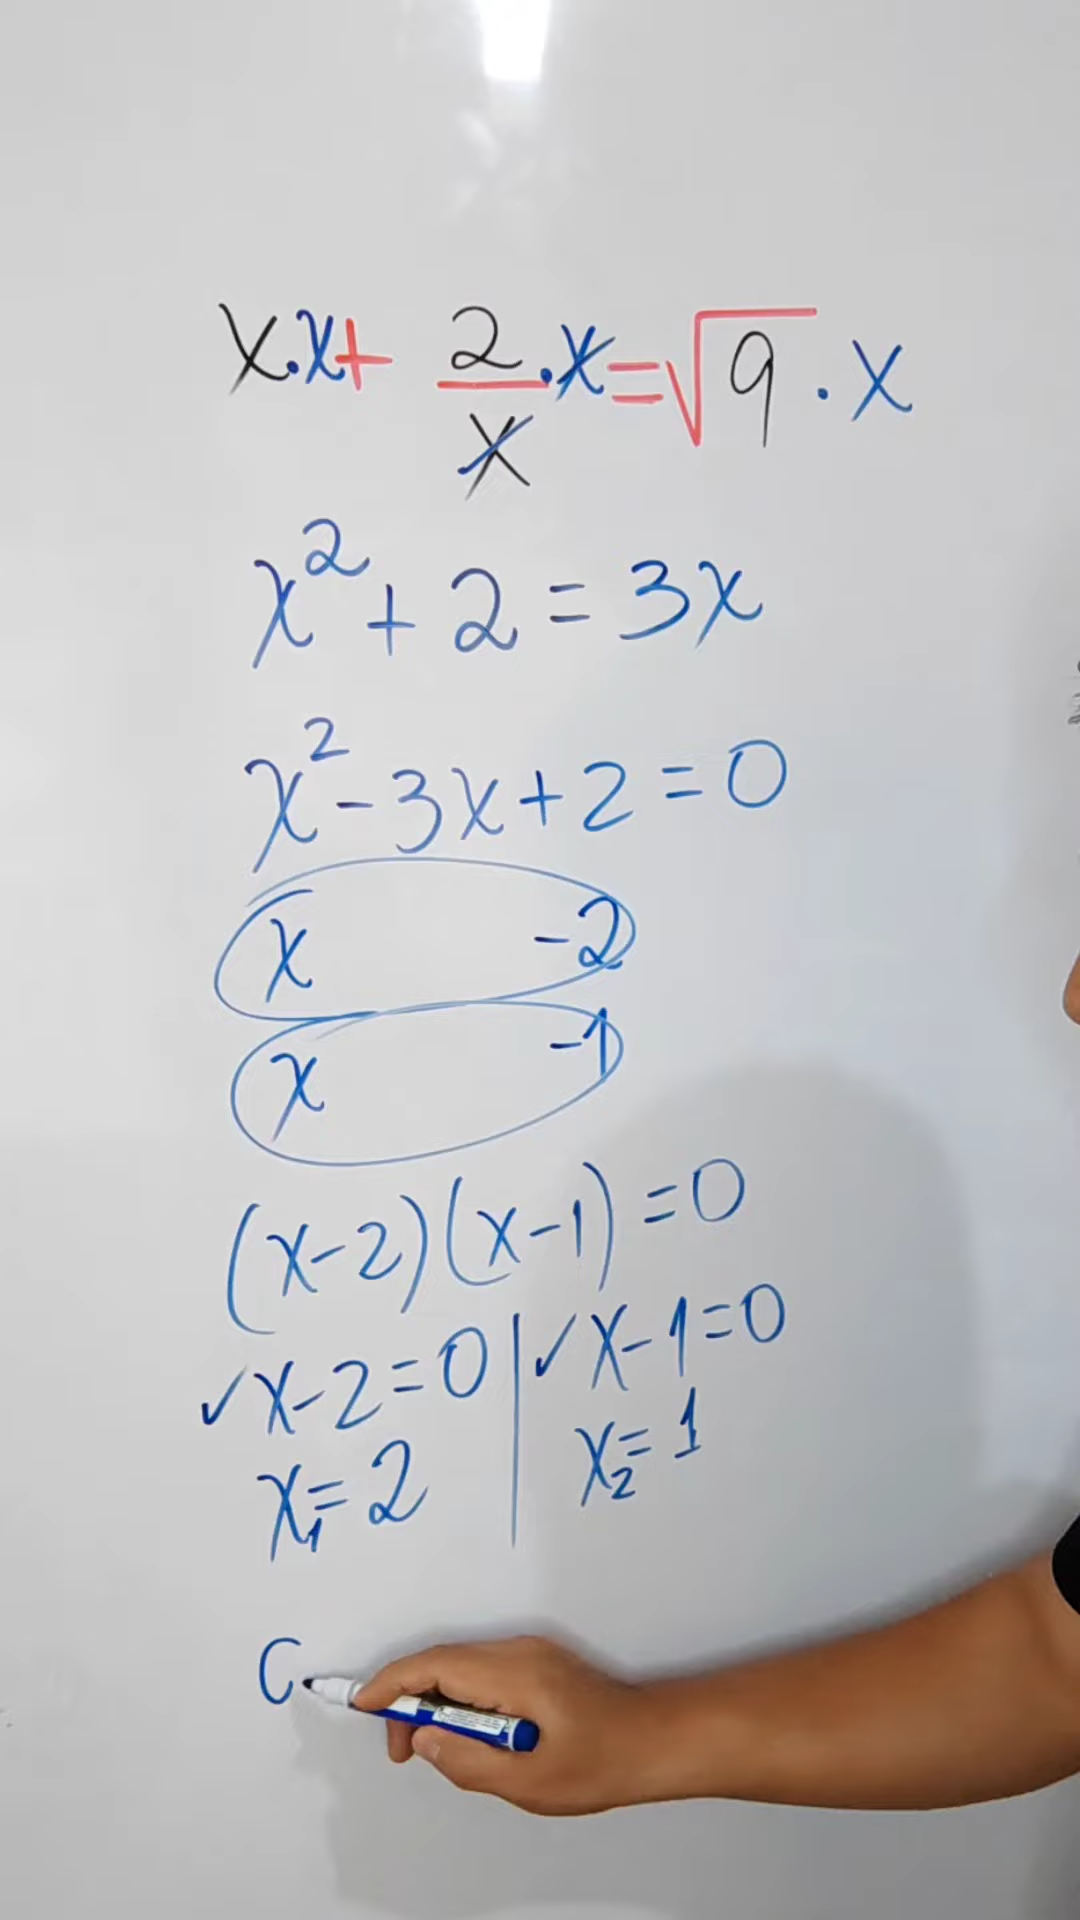 x·x + 2/x·x = √9 · x
x² + 2 = 3x
x² - 3x + 2 = 0
x -2
x -1
(x-2)(x-1) = 0
✓x-2=0 | ✓x-1=0
x₁=2 | x₂=1
C